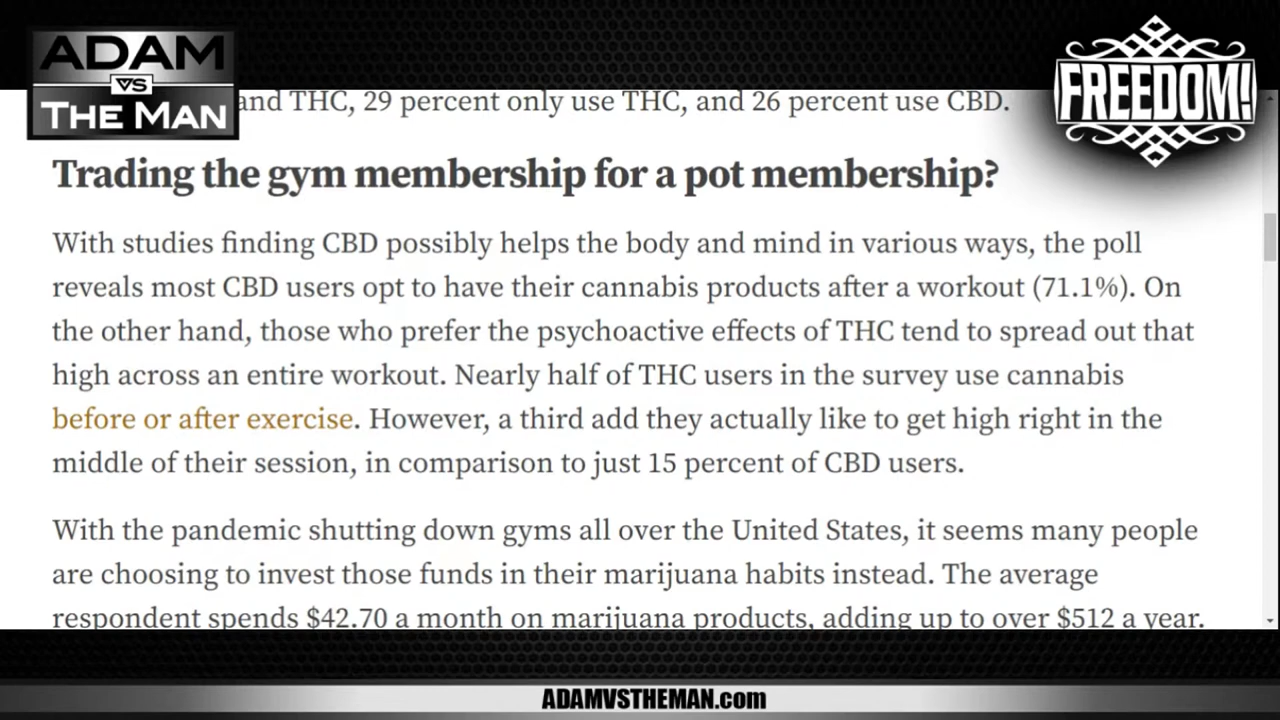 ADAM
VS
THE MAN
FREEDOM!
and THC, 29 percent only use THC, and 26 percent use CBD.
Trading the gym membership for a pot membership?
With studies finding CBD possibly helps the body and mind in various ways, the poll
reveals most CBD users opt to have their cannabis products after a workout (71.1%). On
the other hand, those who prefer the psychoactive effects of THC tend to spread out that
high across an entire workout. Nearly half of THC users in the survey use cannabis
before or after exercise. However, a third add they actually like to get high right in the
middle of their session, in comparison to just 15 percent of CBD users.
With the pandemic shutting down gyms all over the United States, it seems many people
are choosing to invest those funds in their marijuana habits instead. The average
respondent spends $42.70 a month on marijuana products, adding up to over $512 a year.
ADAMVSTHEMAN.com